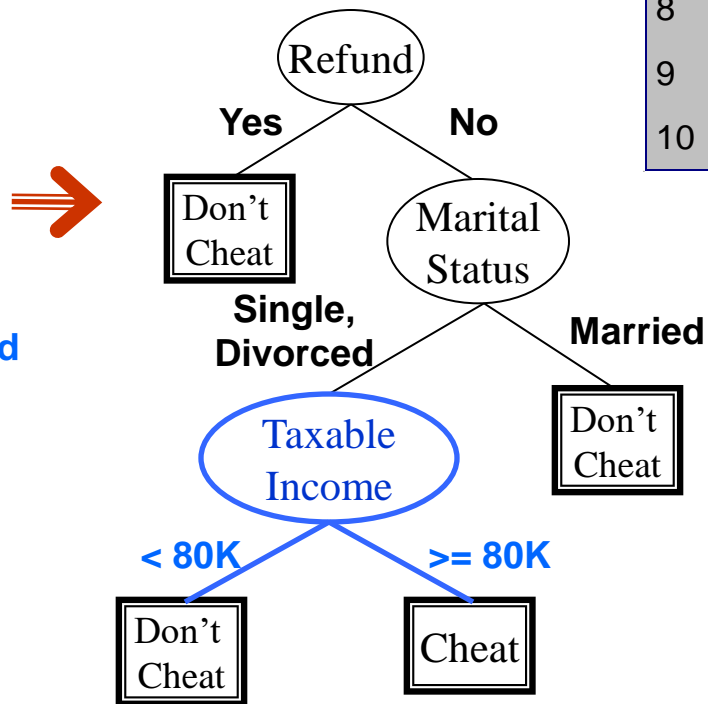 8
9
10
Refund
Yes
No
Don't
Cheat
Marital
Status
Single,
Divorced
Married
d
Taxable
Income
Don't
Cheat
< 80K
>= 80K
Don't
Cheat
Cheat